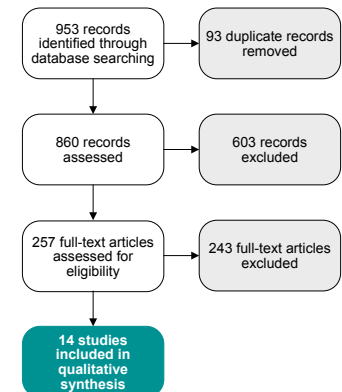 953 records
identified through
database searching
93 duplicate records
removed
860 records
assessed
603 records
excluded
257 full-text articles
assessed for
eligibility
243 full-text articles
excluded
14 studies
included in
qualitative
synthesis